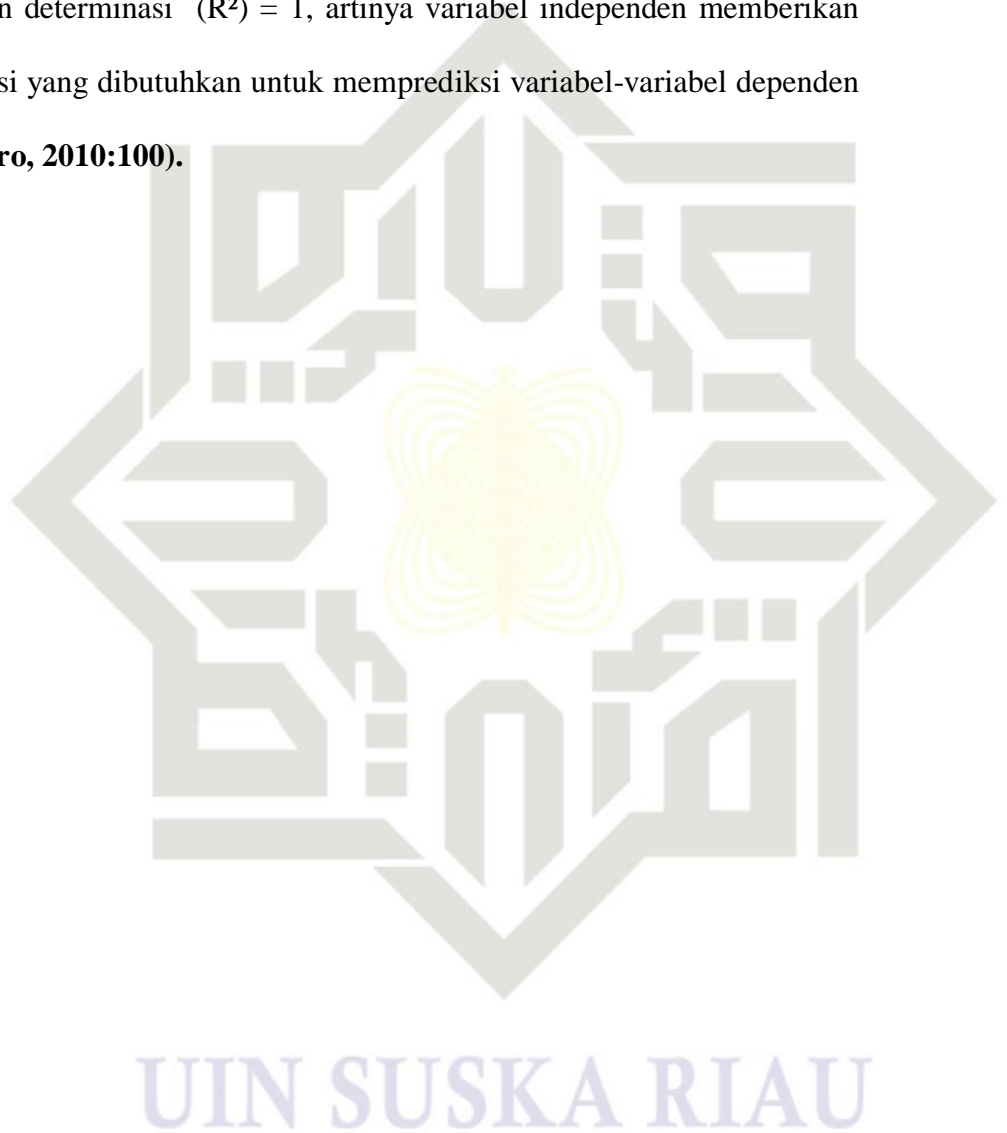 n determinasi (R²) = 1, artinya variabel independen memberikan
si yang dibutuhkan untuk memprediksi variabel-variabel dependen
ro, 2010:100).
UIN SUSKA RIAU